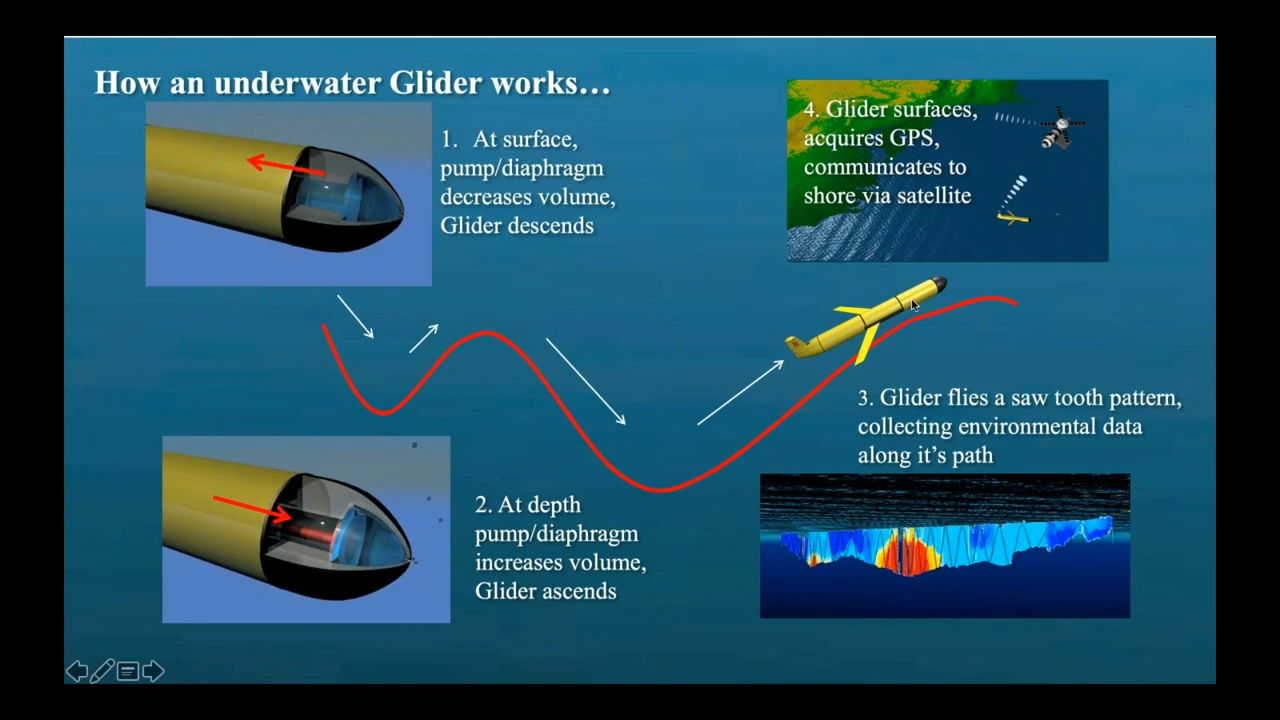 How an underwater Glider works…
1. At surface,
pump/diaphragm
decreases volume,
Glider descends
2. At depth
pump/diaphragm
increases volume,
Glider ascends
3. Glider flies a saw tooth pattern,
collecting environmental data
along it’s path
4. Glider surfaces,
acquires GPS,
communicates to
shore via satellite